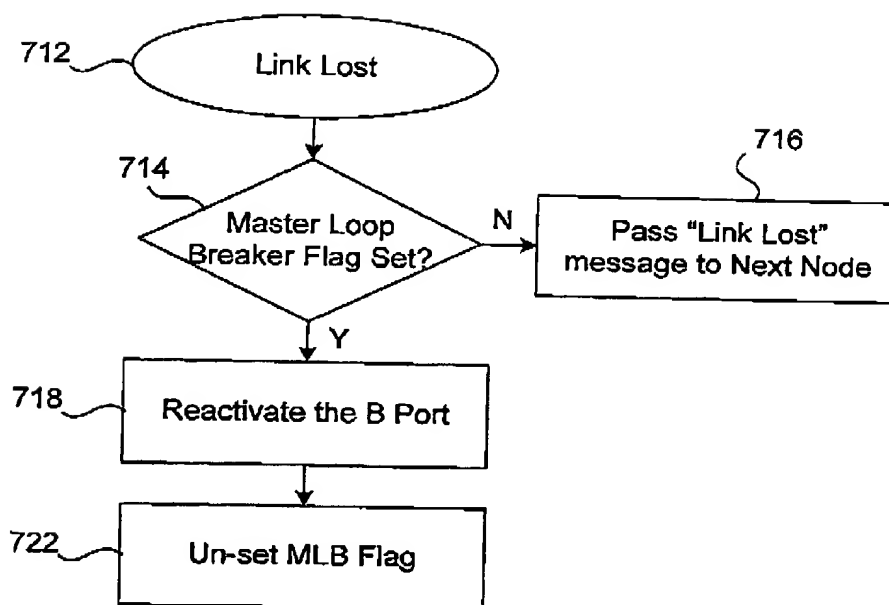 712
Link Lost
714
716
Master Loop
Breaker Flag Set?
N
Pass “Link Lost”
message to Next Node
Y
718
Reactivate the B Port
722
Un-set MLB Flag